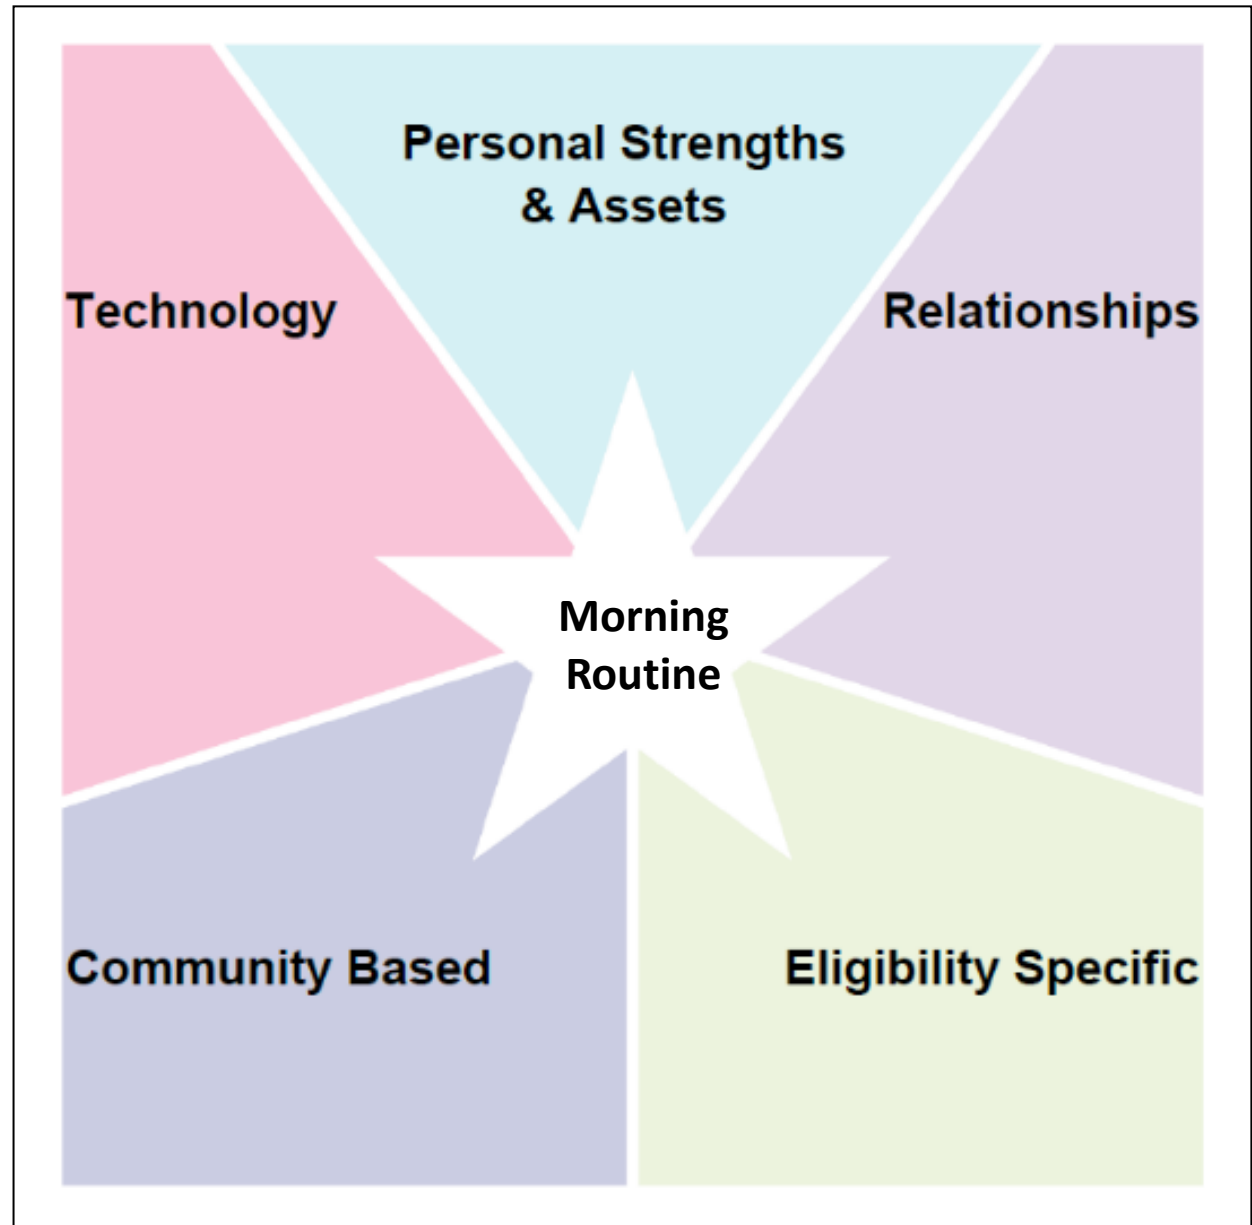 Personal Strengths
& Assets
Technology
Relationships
Morning
Routine
Community Based
Eligibility Specific